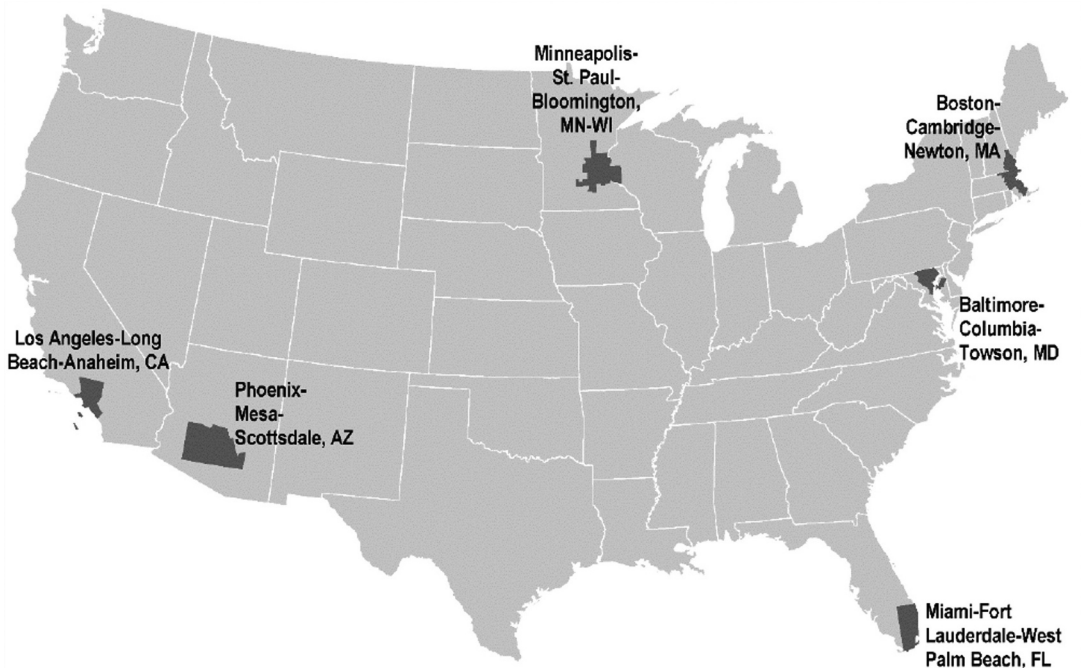 Minneapolis-
St. Paul-
Bloomington,
MN-WI
Boston-
Cambridge-
Newton, MA
Baltimore-
Columbia-
Towson, MD
Los Angeles-Long
Beach-Anaheim, CA
Phoenix-
Mesa-
Scottsdale, AZ
Miami-Fort
Lauderdale-West
Palm Beach, FL